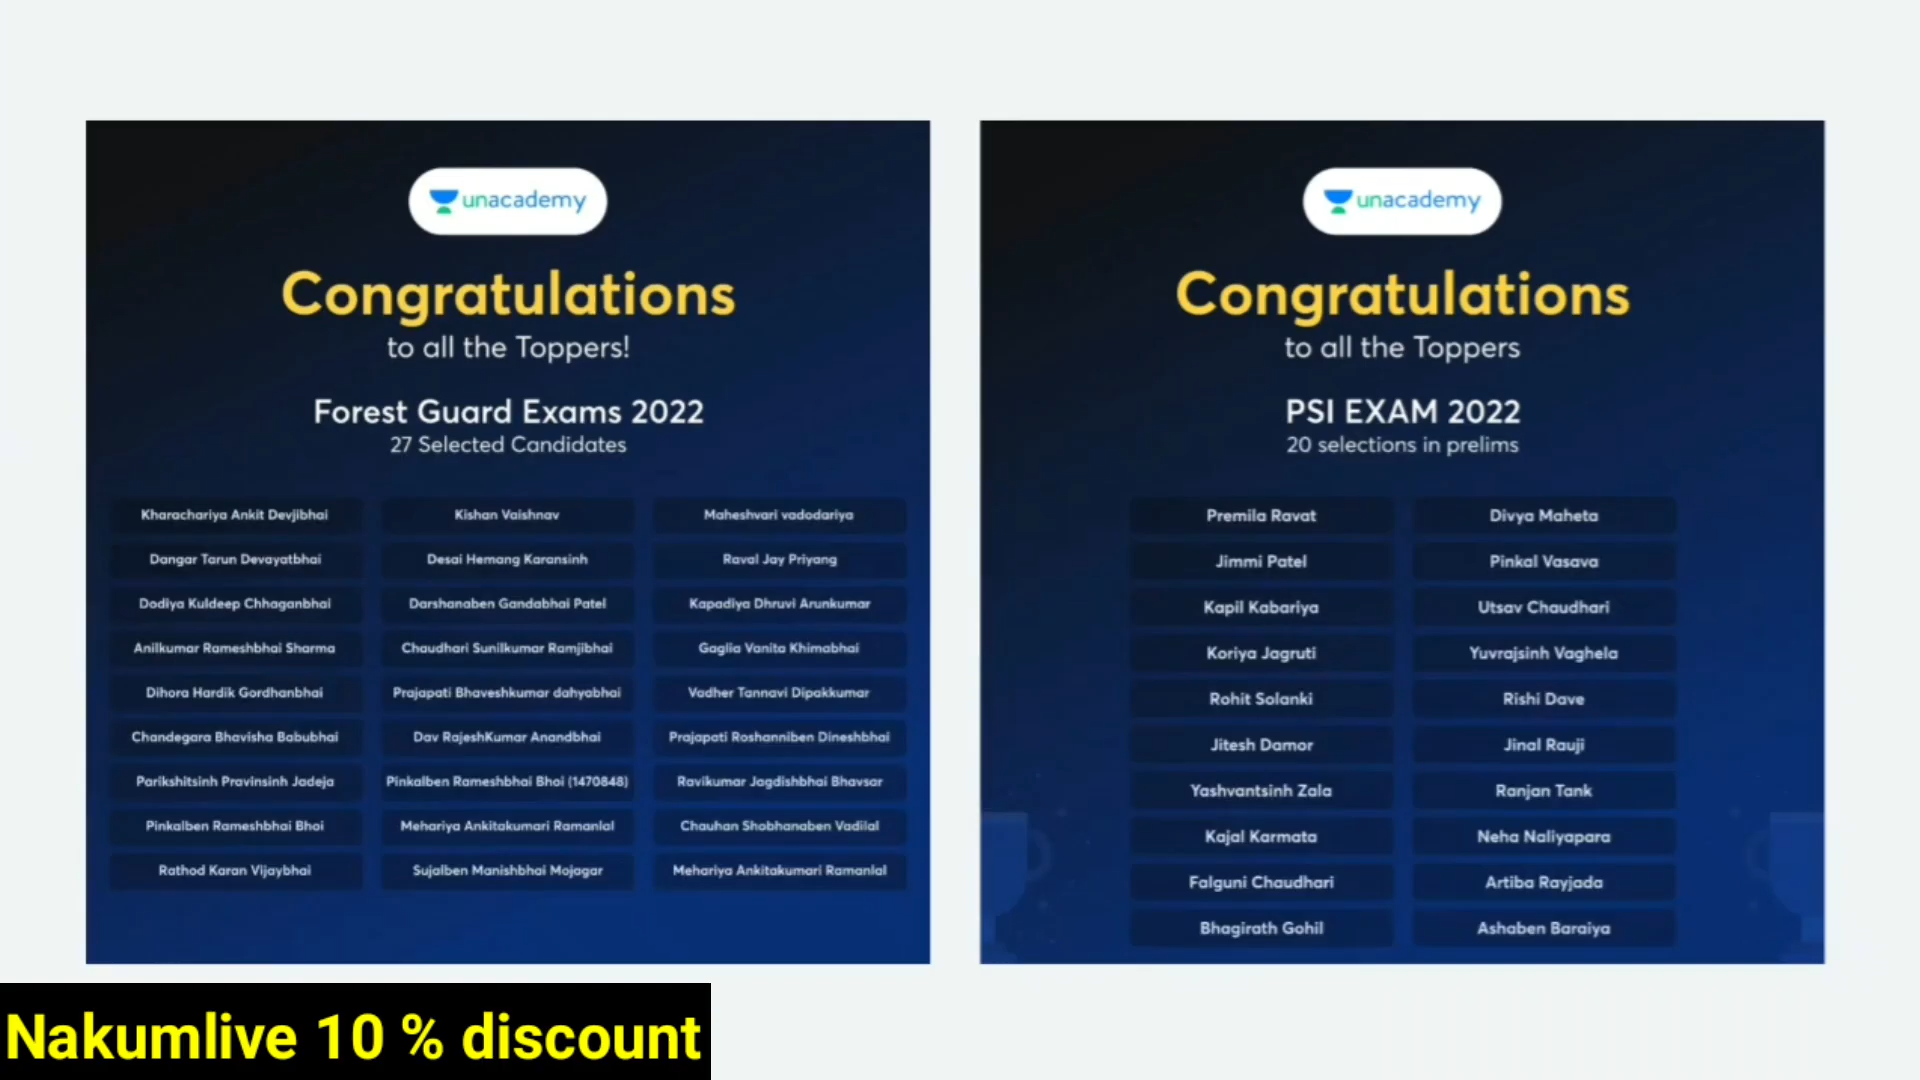 unacademy
Congratulations
to all the Toppers!
Forest Guard Exams 2022
27 Selected Candidates
Kharachariya Ankit Devjibhai
Kishan Vaishnav
Maheshvari vadodariya
Dangar Tarun Devayatbhai
Desai Hemang Karansinh
Raval Jay Priyang
Dodiya Kuldeep Chhaganbhai
Darshanaben Gandabhai Patel
Kapadiya Dhruvi Arunkumar
Anilkumar Rameshbhai Sharma
Chaudhari Sunilkumar Ramjibhai
Gaglia Vanita Khimabhai
Dihora Hardik Gordhanbhai
Prajapati Bhaveshkumar dahyabhai
Vadher Tannavi Dipakkumar
Chandegara Bhavisha Babubhai
Dav RajeshKumar Anandbhai
Prajapati Roshanniben Dineshbhai
Parikshitsinh Pravinsinh Jadeja
Pinkalben Rameshbhai Bhoi (1470848)
Ravikumar Jagdishbhai Bhavsar
Pinkalben Rameshbhai Bhoi
Mehariya Ankitakumari Ramanlal
Chauhan Shobhanaben Vadilal
Rathod Karan Vijaybhai
Sujalben Manishbhai Mojagar
Mehariya Ankitakumari Ramanlal
unacademy
Congratulations
to all the Toppers
PSI EXAM 2022
20 selections in prelims
Premila Ravat
Divya Maheta
Jimmi Patel
Pinkal Vasava
Kapil Kabariya
Utsav Chaudhari
Koriya Jagruti
Yuvrajsinh Vaghela
Rohit Solanki
Rishi Dave
Jitesh Damor
Jinal Rauji
Yashvantsinh Zala
Ranjan Tank
Kajal Karmata
Neha Naliyapara
Falguni Chaudhari
Artiba Rayjada
Bhagirath Gohil
Ashaben Baraiya
Nakumlive 10 % discount